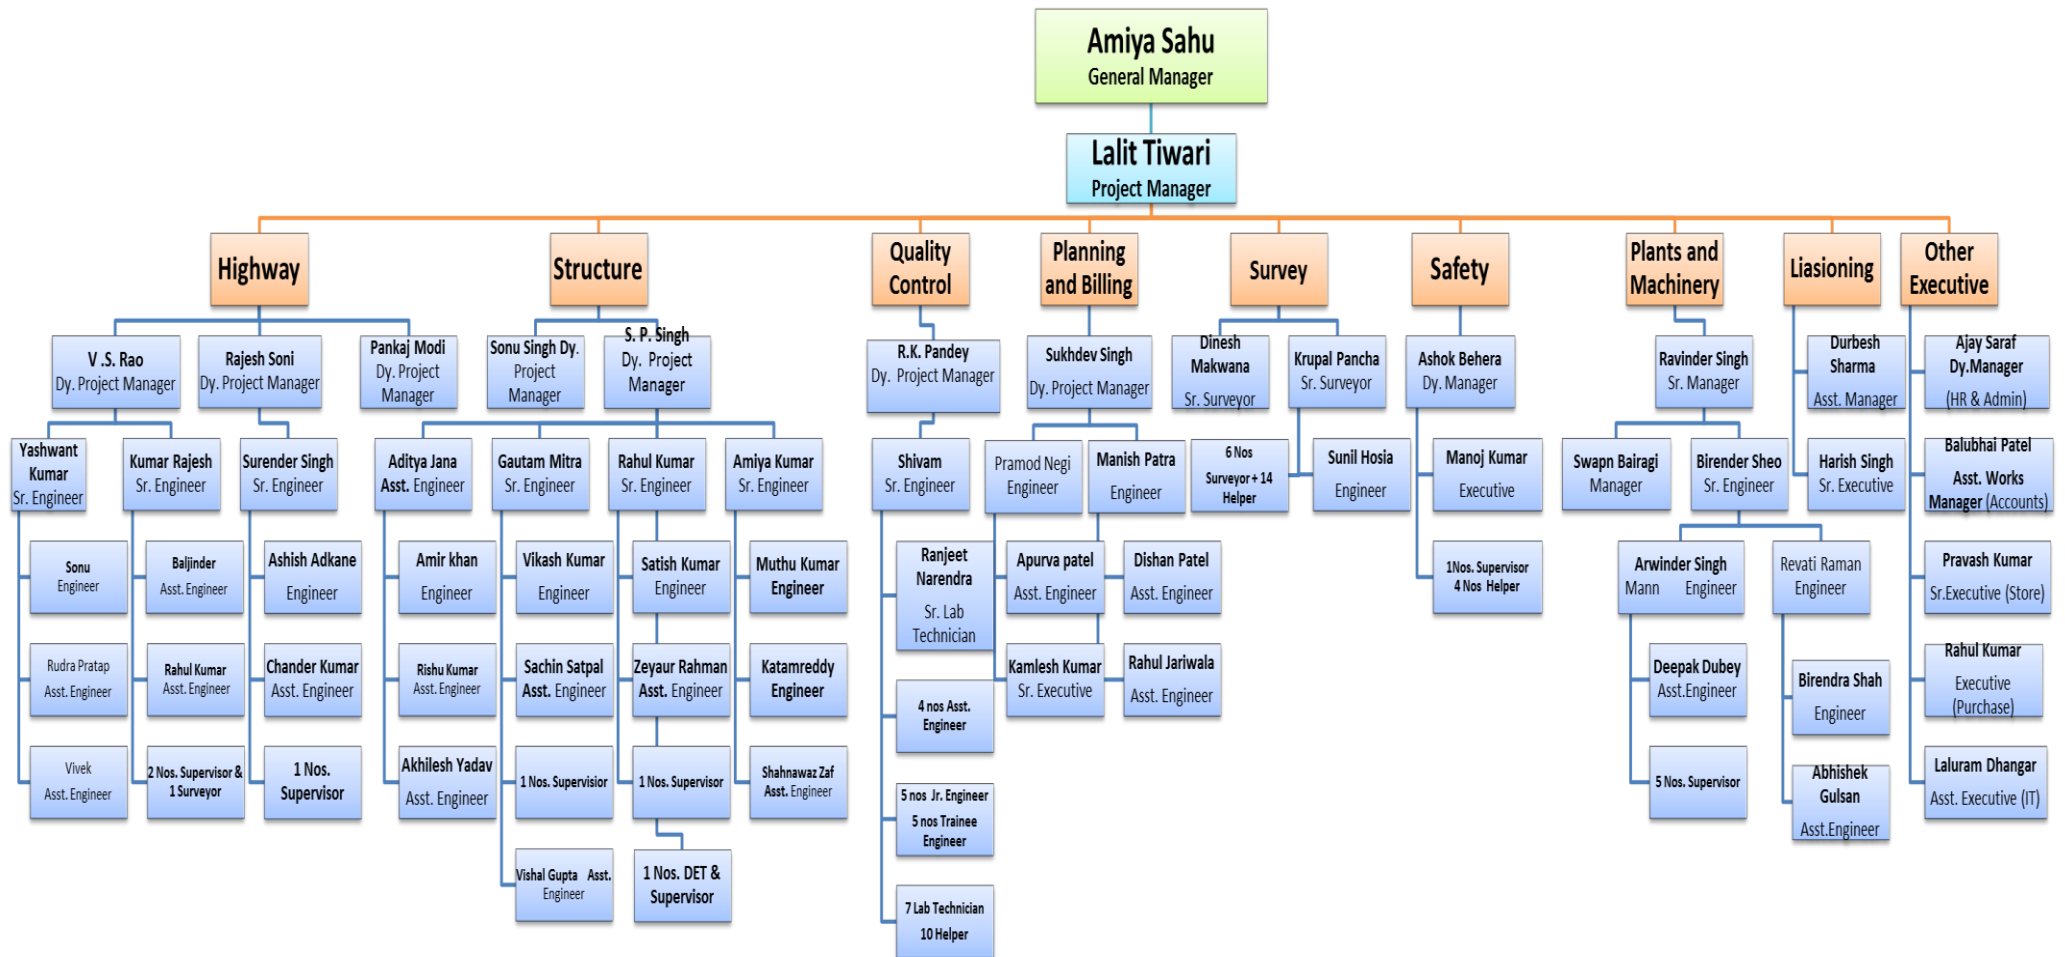 Amiya Sahu
General Manager
Lalit Tiwari
Project Manager
Highway
Structure
Quality
Control
Planning
and Billing
Survey
Safety
Plants and
Machinery
Liasioning
Other
Executive
V .S. Rao
Dy. Project Manager
Rajesh Soni
Dy. Project Manager
Pankaj Modi
Dy. Project
Manager
Sonu Singh Dy.
Project
Manager
S. P. Singh
Dy. Project
Manager
R.K. Pandey
Dy. Project Manager
Sukhdev Singh
Dy. Project Manager
Dinesh
Makwana
Sr. Surveyor
Krupal Pancha
Sr. Surveyor
Ashok Behera
Dy. Manager
Ravinder Singh
Sr. Manager
Durbesh
Sharma
Asst. Manager
Ajay Saraf
Dy.Manager
(HR & Admin)
Yashwant
Kumar
Sr. Engineer
Kumar Rajesh
Sr. Engineer
Surender Singh
Sr. Engineer
Aditya Jana
Asst. Engineer
Gautam Mitra
Sr. Engineer
Rahul Kumar
Sr. Engineer
Amiya Kumar
Sr. Engineer
Shivam
Sr. Engineer
Pramod Negi
Engineer
Manish Patra
Engineer
6 Nos
Surveyor + 14
Helper
Sunil Hosia
Engineer
Manoj Kumar
Executive
Swapn Bairagi
Manager
Birender Sheo
Sr. Engineer
Harish Singh
Sr. Executive
Balubhai Patel
Asst. Works
Manager (Accounts)
Sonu
Engineer
Baljinder
Asst. Engineer
Ashish Adkane
Engineer
Amir khan
Engineer
Vikash Kumar
Engineer
Satish Kumar
Engineer
Muthu Kumar
Engineer
Ranjeet
Narendra
Sr. Lab
Technician
Apurva patel
Asst. Engineer
Dishan Patel
Asst. Engineer
1Nos. Supervisor
4 Nos Helper
Arwinder Singh
Mann Engineer
Revati Raman
Engineer
Pravash Kumar
Sr.Executive (Store)
Rudra Pratap
Asst. Engineer
Rahul Kumar
Asst. Engineer
Chander Kumar
Asst. Engineer
Rishu Kumar
Asst. Engineer
Sachin Satpal
Asst. Engineer
Zeyaur Rahman
Asst. Engineer
Katamreddy
Engineer
4 nos Asst.
Engineer
Kamlesh Kumar
Sr. Executive
Rahul Jariwala
Asst. Engineer
Deepak Dubey
Asst.Engineer
Birendra Shah
Engineer
Rahul Kumar
Executive
(Purchase)
Vivek
Asst. Engineer
2 Nos. Supervisor &
1 Surveyor
1 Nos.
Supervisor
Akhilesh Yadav
Asst. Engineer
1 Nos. Supervisior
1 Nos. Supervisor
Shahnawaz Zaf
Asst. Engineer
5 nos Jr. Engineer
5 nos Trainee
Engineer
5 Nos. Supervisor
Abhishek
Gulsan
Asst.Engineer
Laluram Dhangar
Asst. Executive (IT)
Vishal Gupta Asst.
Engineer
1 Nos. DET &
Supervisor
7 Lab Technician
10 Helper